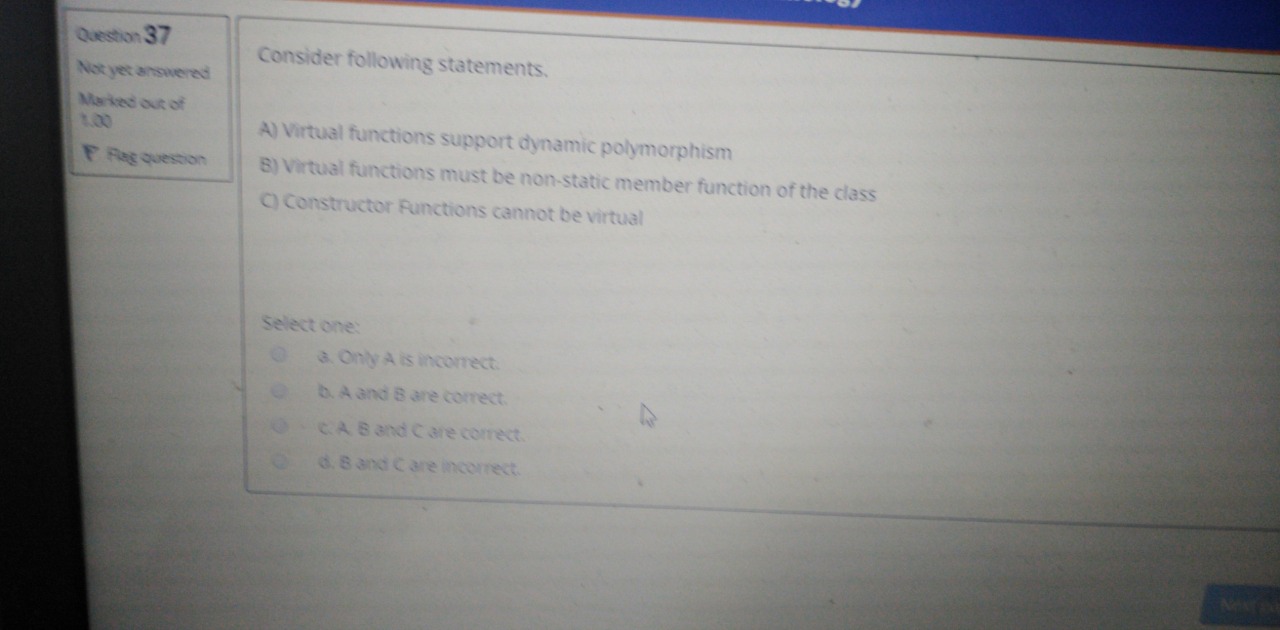 Question 37
Not yet answered
Marked out of
1.00
Flag question
Consider following statements.
A) Virtual functions support dynamic polymorphism
B) Virtual functions must be non-static member function of the class
C) Constructor Functions cannot be virtual
Select one:
a. Only A is incorrect.
b. A and B are correct.
c. A, B and C are correct.
d. B and C are incorrect.
Next